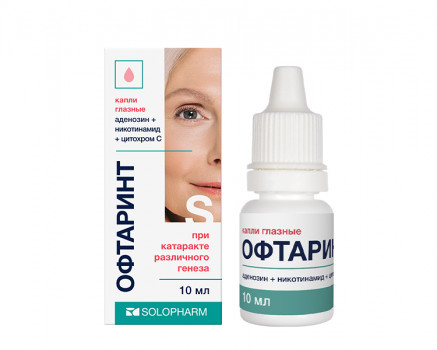 капли
глазные
аденозин +
никотинамид
+ цитохром С
ОФТАРИНТ
S
при
катаракте
различного
генеза
10 мл
SOLOPHARM
капли глазные
ОФТАРИН
аденозин + никотинамид + ци
10 мл